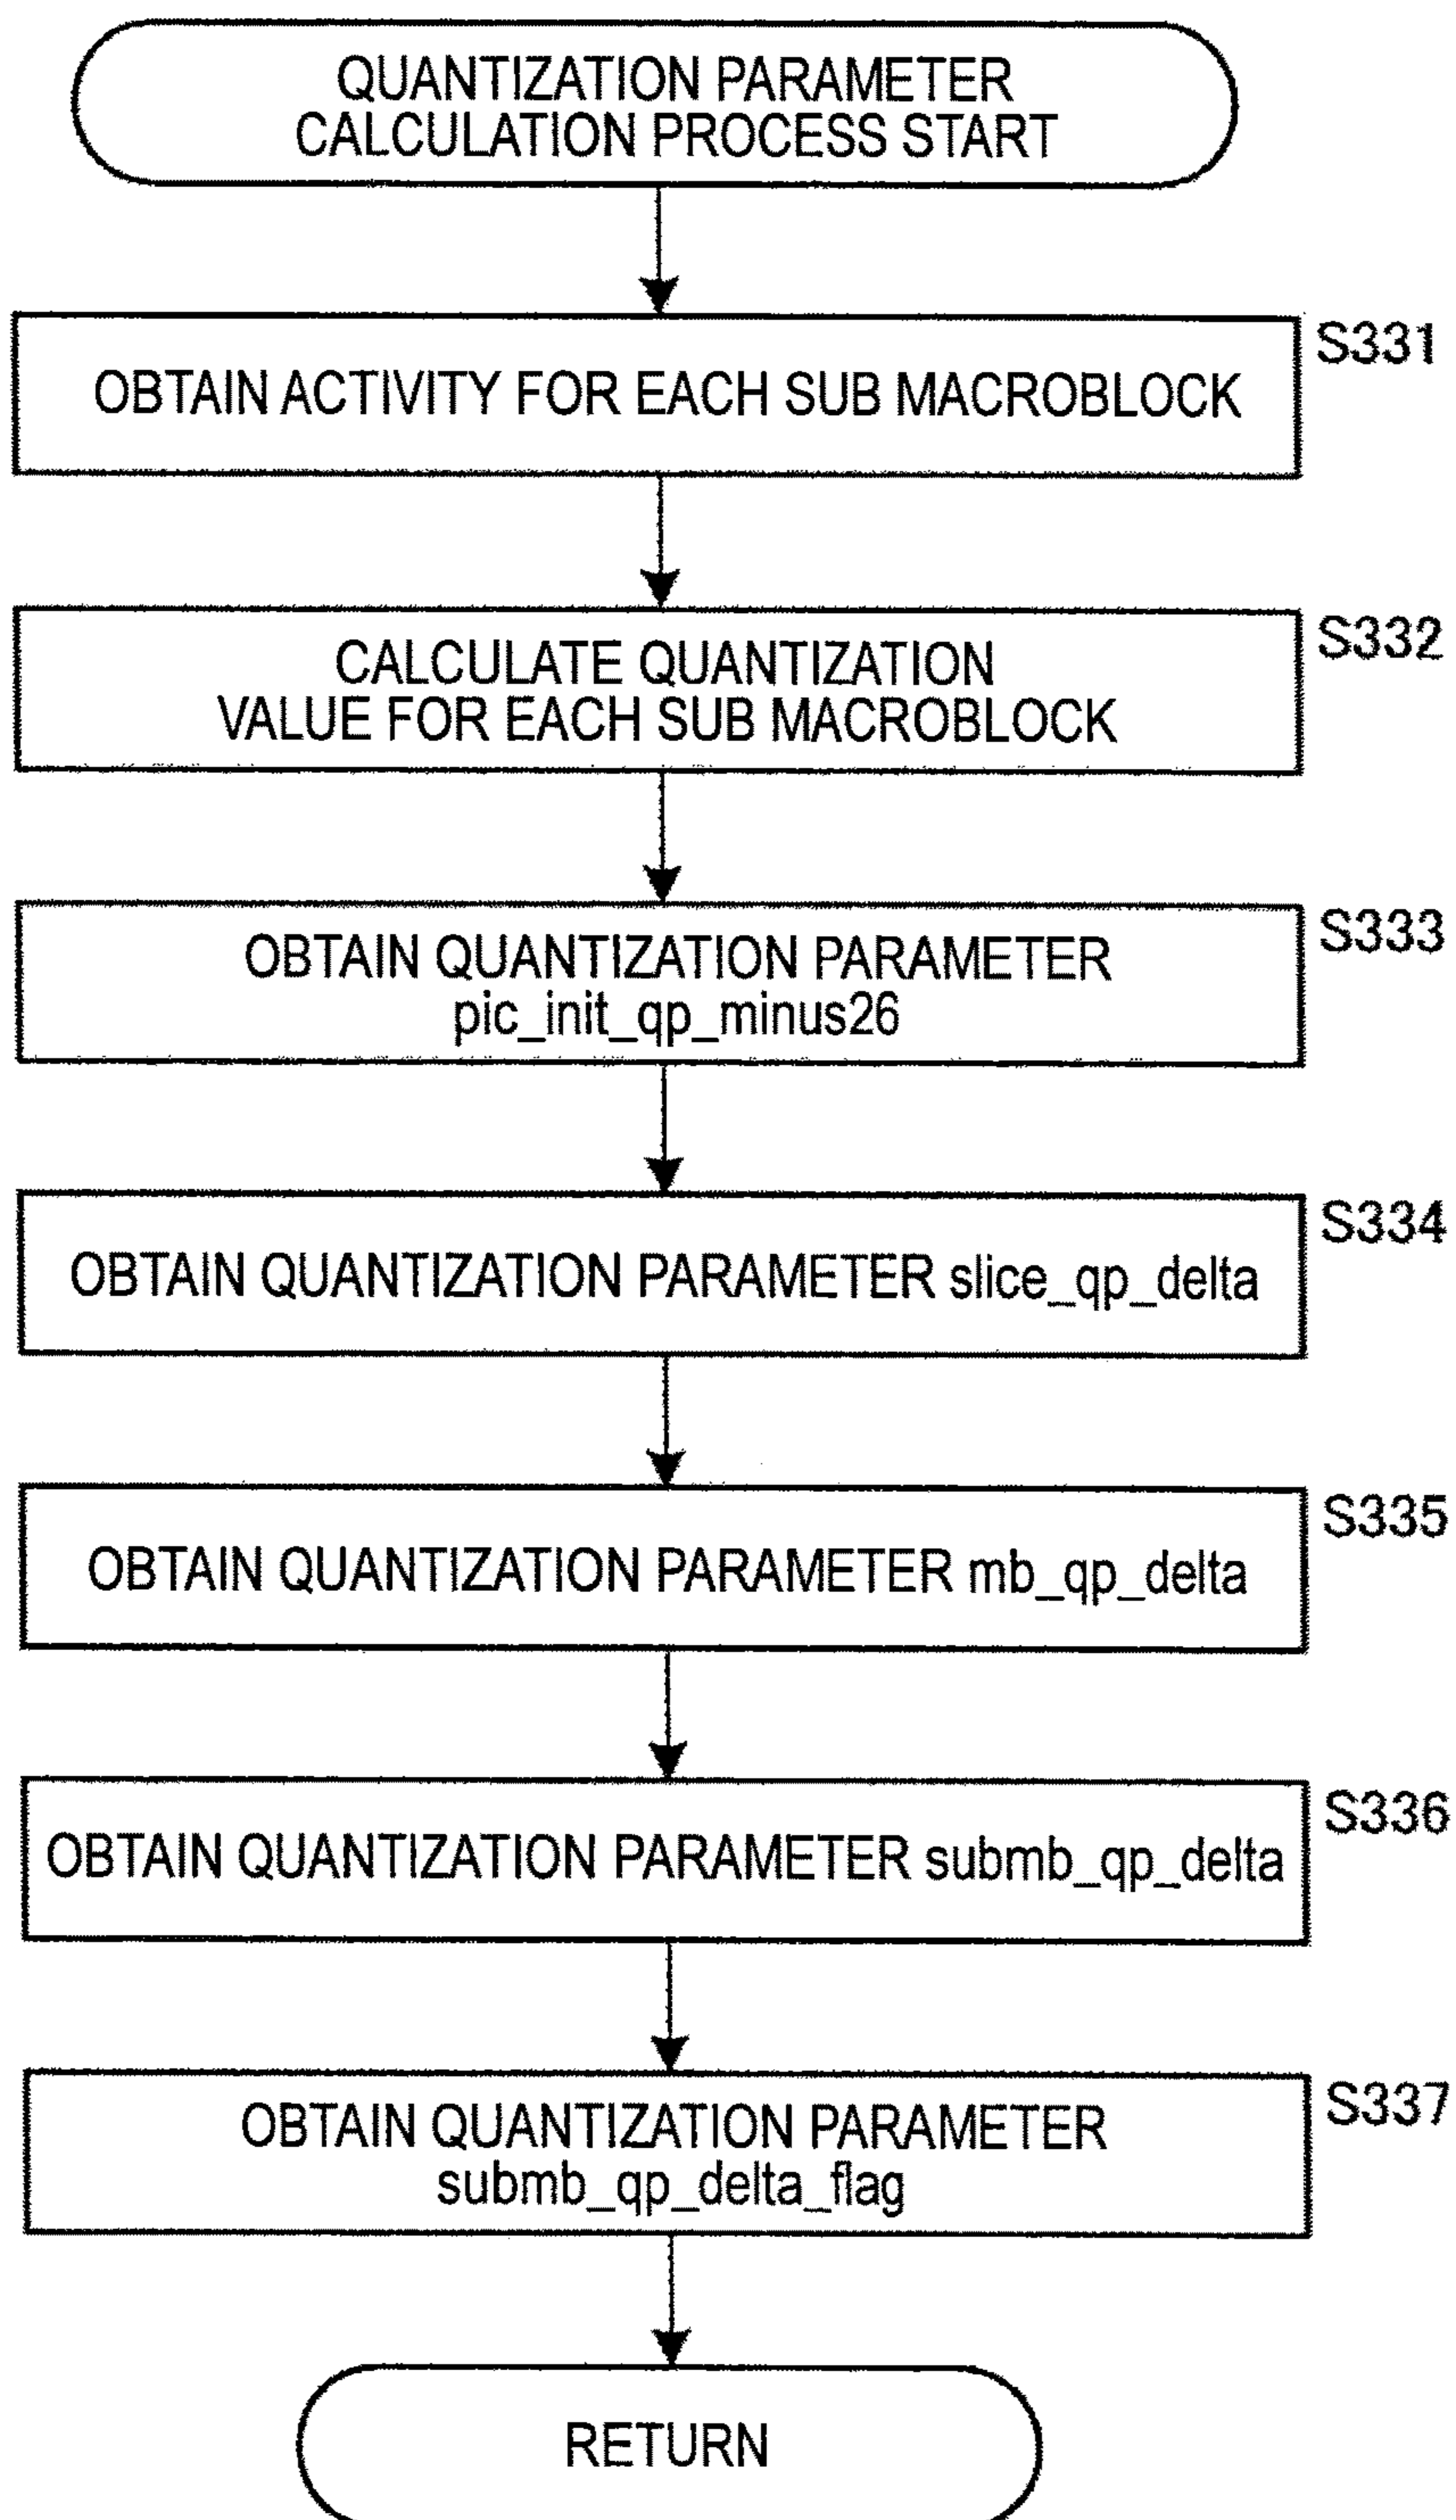 QUANTIZATION PARAMETER
CALCULATION PROCESS START
S331
OBTAIN ACTIVITY FOR EACH SUB MACROBLOCK
S332
CALCULATE QUANTIZATION
VALUE FOR EACH SUB MACROBLOCK
S333
OBTAIN QUANTIZATION PARAMETER
pic_init_qp_minus26
S334
OBTAIN QUANTIZATION PARAMETER slice_qp_delta
S335
OBTAIN QUANTIZATION PARAMETER mb_qp_delta
S336
OBTAIN QUANTIZATION PARAMETER submb_qp_delta
S337
OBTAIN QUANTIZATION PARAMETER
submb_qp_delta_flag
RETURN